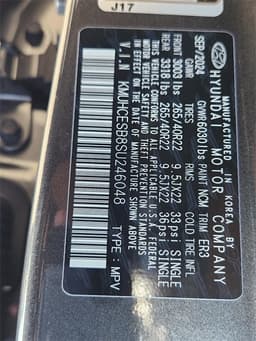 J17
MANUFACTURED IN KOREA BY
HYUNDAI MOTOR COMPANY
SEP.2024 GVWR 6030 lbs PAINT NCM TRIM ER3
GAWR TIRES RIMS COLD TIRE INFL
FRONT 3003 lbs 265/40R22 9.5JX22 33psi SINGLE
REAR 3318 lbs 265/40R22 9.5JX22 36psi SINGLE
THIS VEHICLE CONFORMS TO ALL APPLICABLE U.S.A. FEDERAL
MOTOR VEHICLE SAFETY AND THEFT PREVENTION STANDARDS
IN EFFECT ON THE DATE OF MANUFACTURE SHOWN ABOVE
V.I.N KMUHCESB8SU246048 TYPE : MPV